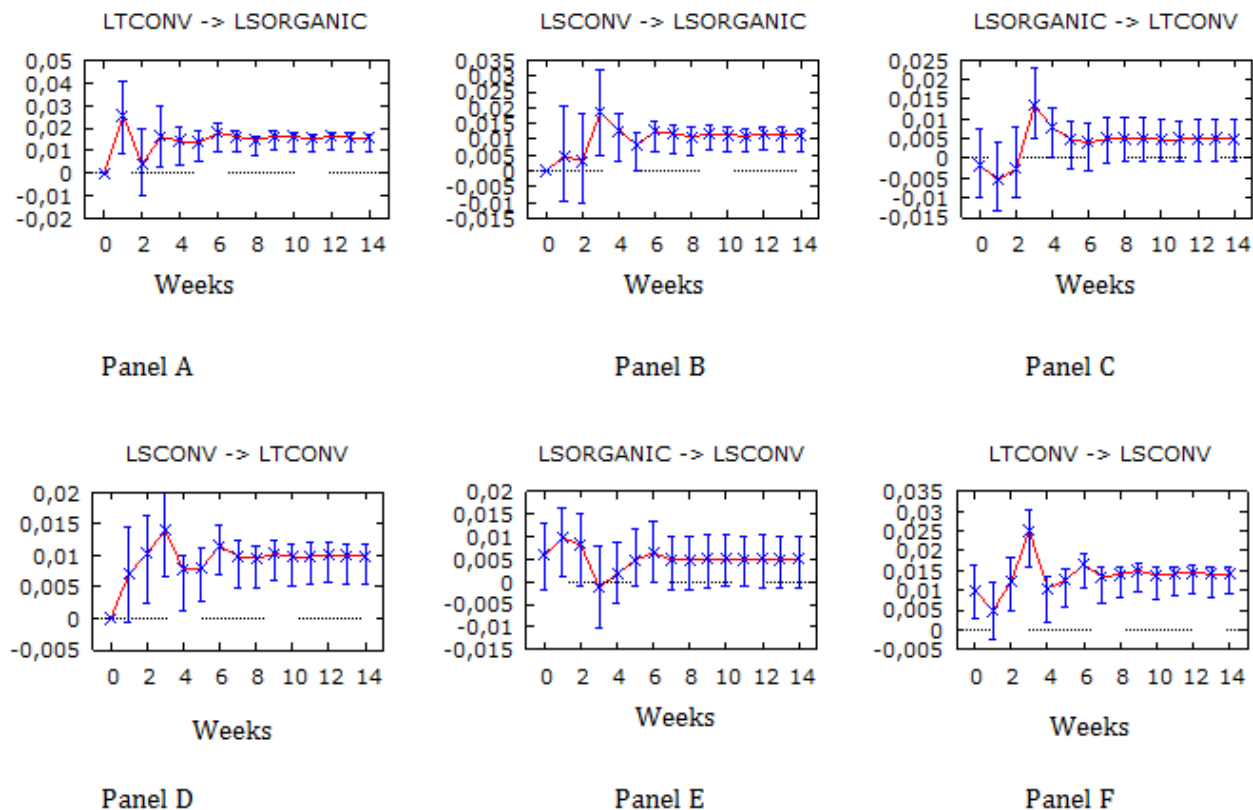 LTCONV -> LSORGANIC
0,05
0,04
0,03
0,02
0,01
0
-0,01
-0,02
0 2 4 6 8 10 12 14
Weeks
Panel A
LSCONV -> LSORGANIC
0,035
0,03
0,025
0,02
0,015
0,01
0,005
0
-0,005
-0,01
-0,015
0 2 4 6 8 10 12 14
Weeks
Panel B
LSORGANIC -> LTCONV
0,025
0,02
0,015
0,01
0,005
0
-0,005
-0,01
-0,015
0 2 4 6 8 10 12 14
Weeks
Panel C
LSCONV -> LTCONV
0,02
0,015
0,01
0,005
0
-0,005
0 2 4 6 8 10 12 14
Weeks
Panel D
LSORGANIC -> LSCONV
0,02
0,015
0,01
0,005
0
-0,005
-0,01
-0,015
0 2 4 6 8 10 12 14
Weeks
Panel E
LTCONV -> LSCONV
0,035
0,03
0,025
0,02
0,015
0,01
0,005
0
-0,005
0 2 4 6 8 10 12 14
Weeks
Panel F